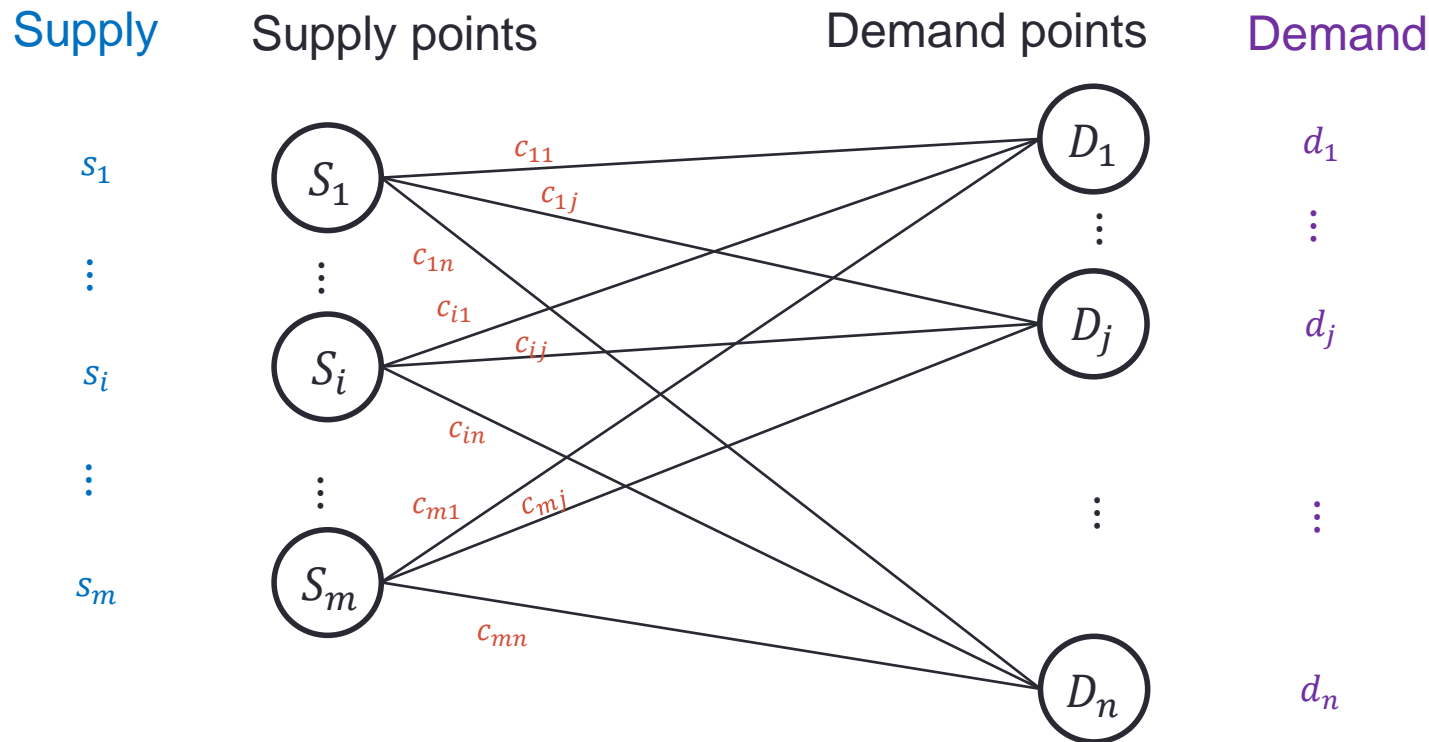 Supply Supply points Demand points Demand
s₁ S₁ c₁₁ D₁ d₁
c₁ⱼ
⋮ ⋮
c₁ₙ
⋮ ⋮
cᵢ₁
sᵢ Sᵢ cᵢⱼ Dⱼ dⱼ
cᵢₙ
⋮ ⋮ cₘ₁ cₘⱼ ⋮ ⋮
sₘ Sₘ
cₘₙ
Dₙ dₙ